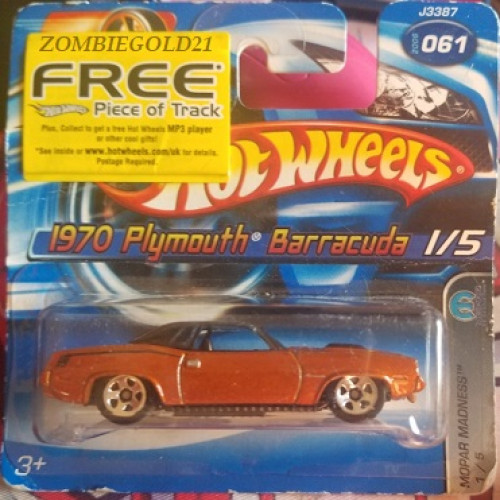 ZOMBIEGOLD21
FREE*
Hot Wheels
Piece of Track
Plus, Collect to get a free Hot Wheels MP3 player
or other cool gifts!
*See inside or www.hotwheels.com/uk for details.
Postage Required
J3387
2006
061
HOT WHEELS
1970 Plymouth® Barracuda 1/5
MOPAR MADNESS™
1/5
3+